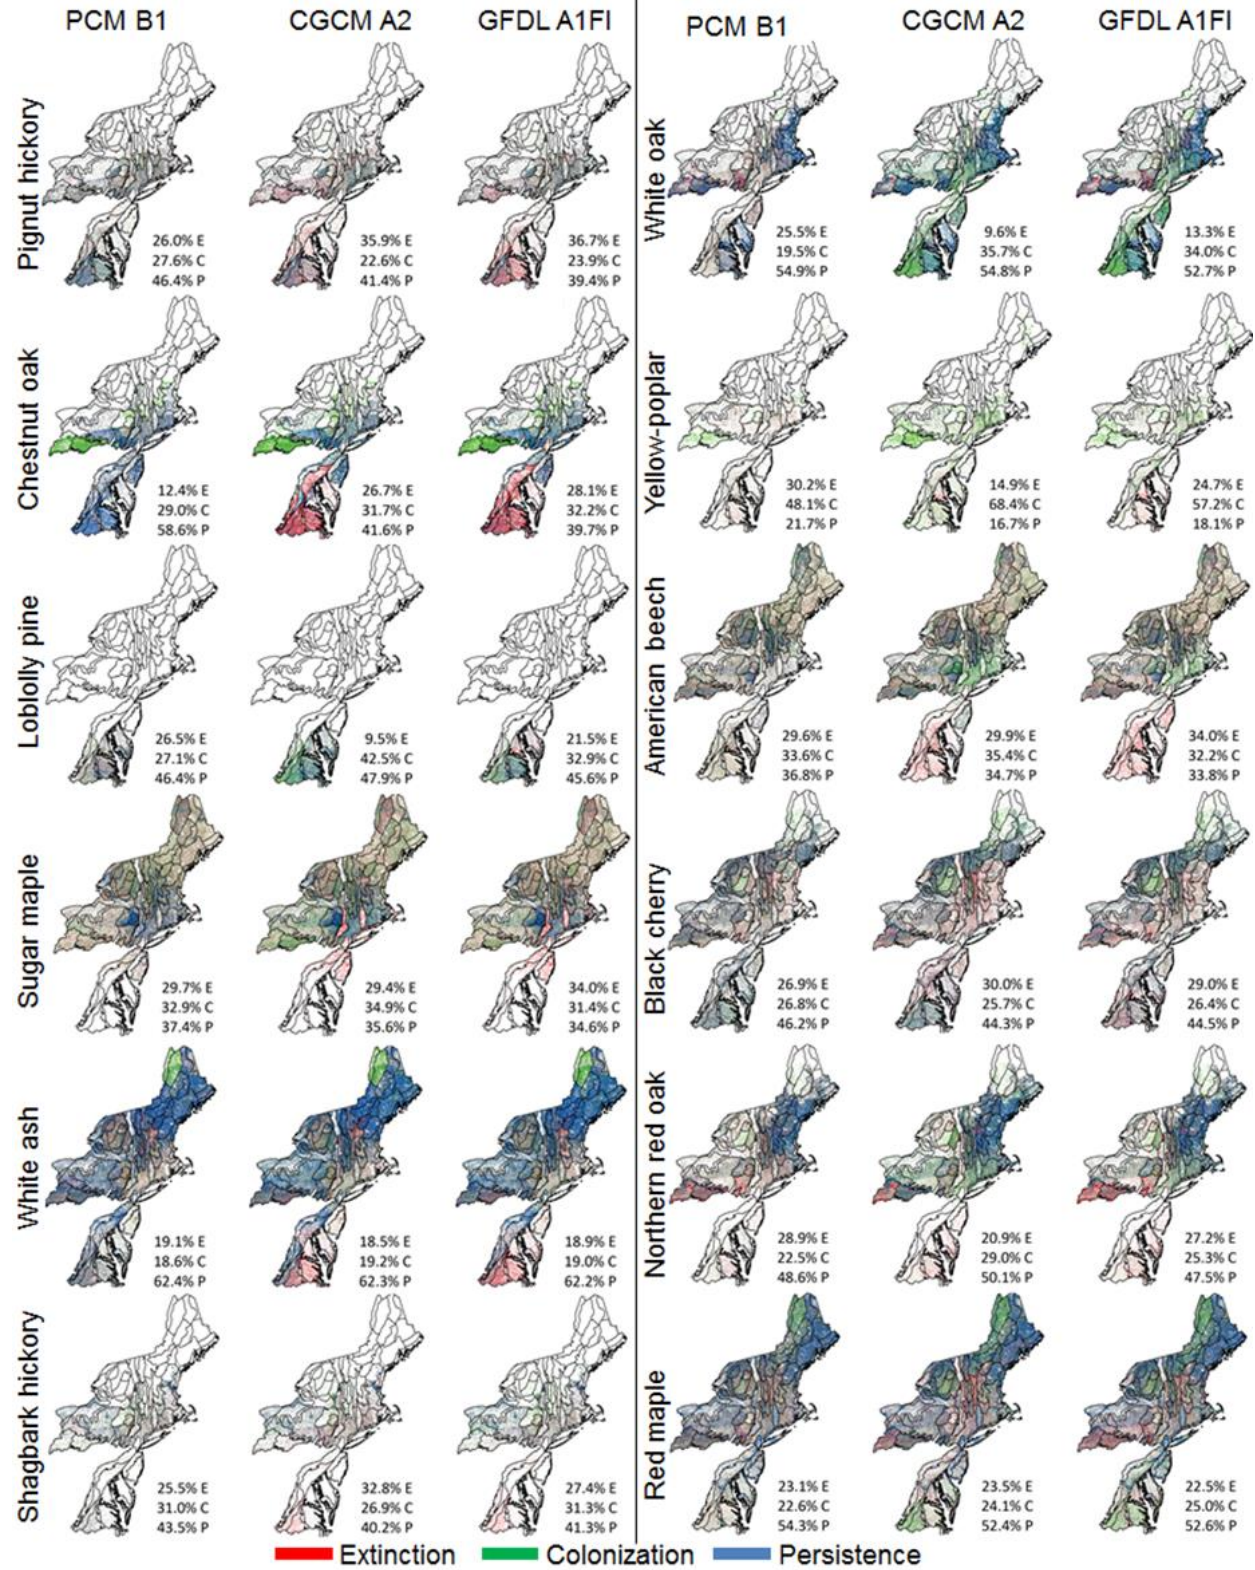 PCM B1 CGCM A2 GFDL A1FI
Pignut hickory
26.0% E 35.9% E 36.7% E
27.6% C 22.6% C 23.9% C
46.4% P 41.4% P 39.4% P
Chestnut oak
12.4% E 26.7% E 28.1% E
29.0% C 31.7% C 32.2% C
58.6% P 41.6% P 39.7% P
Loblolly pine
26.5% E 9.5% E 21.5% E
27.1% C 42.5% C 32.9% C
46.4% P 47.9% P 45.6% P
Sugar maple
29.7% E 29.4% E 34.0% E
32.9% C 34.9% C 31.4% C
37.4% P 35.6% P 34.6% P
White ash
19.1% E 18.5% E 18.9% E
18.6% C 19.2% C 19.0% C
62.4% P 62.3% P 62.2% P
Shagbark hickory
25.5% E 32.8% E 27.4% E
31.0% C 26.9% C 31.3% C
43.5% P 40.2% P 41.3% P
PCM B1 CGCM A2 GFDL A1FI
White oak
25.5% E 9.6% E 13.3% E
19.5% C 35.7% C 34.0% C
54.9% P 54.8% P 52.7% P
Yellow-poplar
30.2% E 14.9% E 24.7% E
48.1% C 68.4% C 57.2% C
21.7% P 16.7% P 18.1% P
American beech
29.6% E 29.9% E 34.0% E
33.6% C 35.4% C 32.2% C
36.8% P 34.7% P 33.8% P
Black cherry
26.9% E 30.0% E 29.0% E
26.8% C 25.7% C 26.4% C
46.2% P 44.3% P 44.5% P
Northern red oak
28.9% E 20.9% E 27.2% E
22.5% C 29.0% C 25.3% C
48.6% P 50.1% P 47.5% P
Red maple
23.1% E 23.5% E 22.5% E
22.6% C 24.1% C 25.0% C
54.3% P 52.4% P 52.6% P
Extinction Colonization Persistence